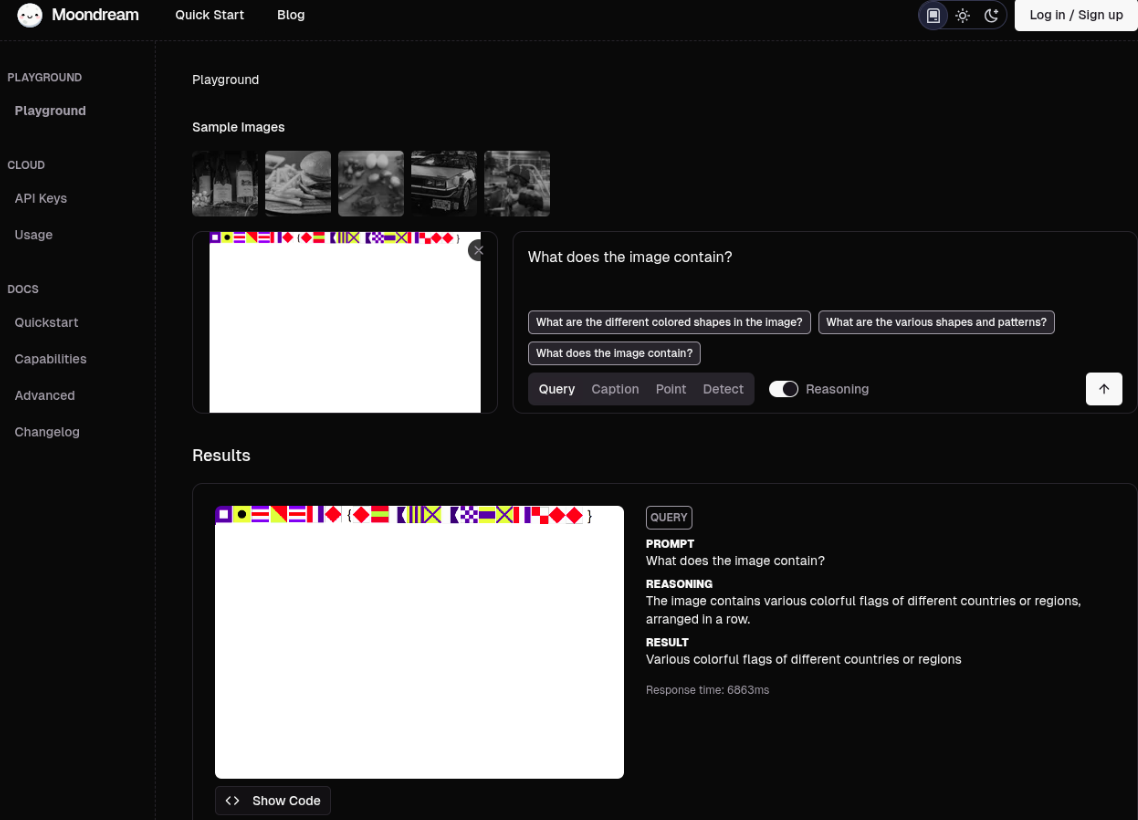 Moondream
Quick Start
Blog
Log in / Sign up
PLAYGROUND
Playground
CLOUD
API Keys
Usage
DOCS
Quickstart
Capabilities
Advanced
Changelog
Playground
Sample Images
{ }
What does the image contain?
What are the different colored shapes in the image?
What are the various shapes and patterns?
What does the image contain?
Query
Caption
Point
Detect
Reasoning
Results
{ }
Show Code
QUERY
PROMPT
What does the image contain?
REASONING
The image contains various colorful flags of different countries or regions,
arranged in a row.
RESULT
Various colorful flags of different countries or regions
Response time: 6863ms